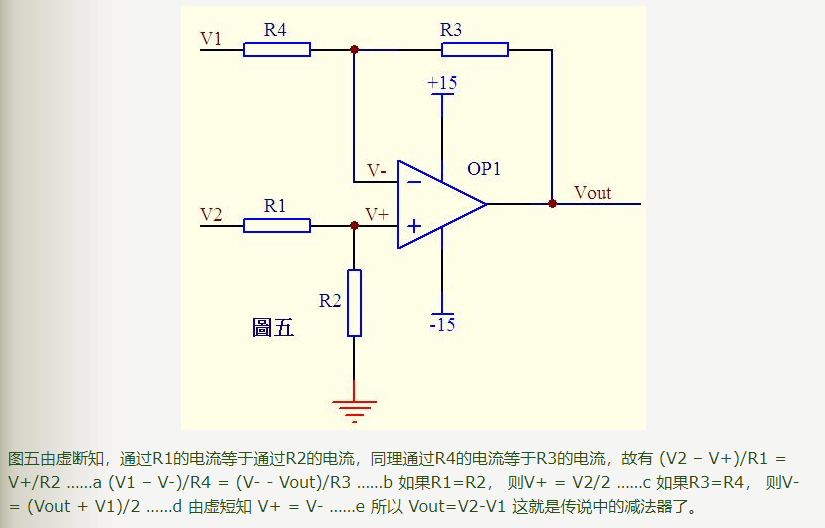 V1 R4 R3
+15
V- OP1
Vout
V2 R1 V+
R2
-15
圖五
图五由虚断知，通过R1的电流等于通过R2的电流，同理通过R4的电流等于R3的电流，故有 (V2 – V+)/R1 =
V+/R2 ……a (V1 – V-)/R4 = (V- - Vout)/R3 ……b 如果R1=R2， 则V+ = V2/2 ……c 如果R3=R4， 则V-
= (Vout + V1)/2 ……d 由虚短知 V+ = V- ……e 所以 Vout=V2-V1 这就是传说中的减法器了。